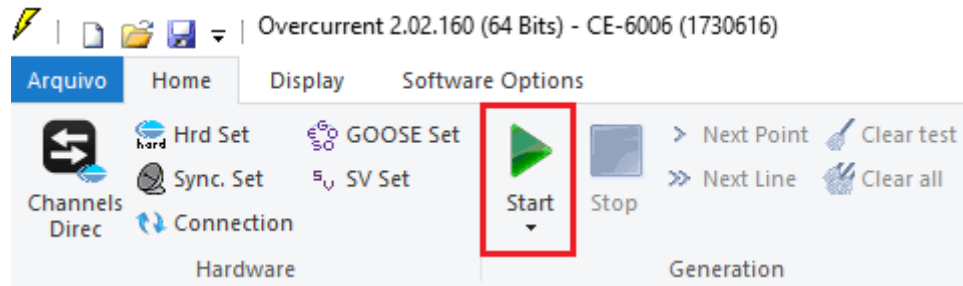 Overcurrent 2.02.160 (64 Bits) - CE-6006 (1730616)
Arquivo Home Display Software Options
Hrd Set GOOSE Set Next Point Clear test
hard
Sync. Set SV Set Next Line Clear all
Channels Direc Connection Start Stop
Hardware Generation